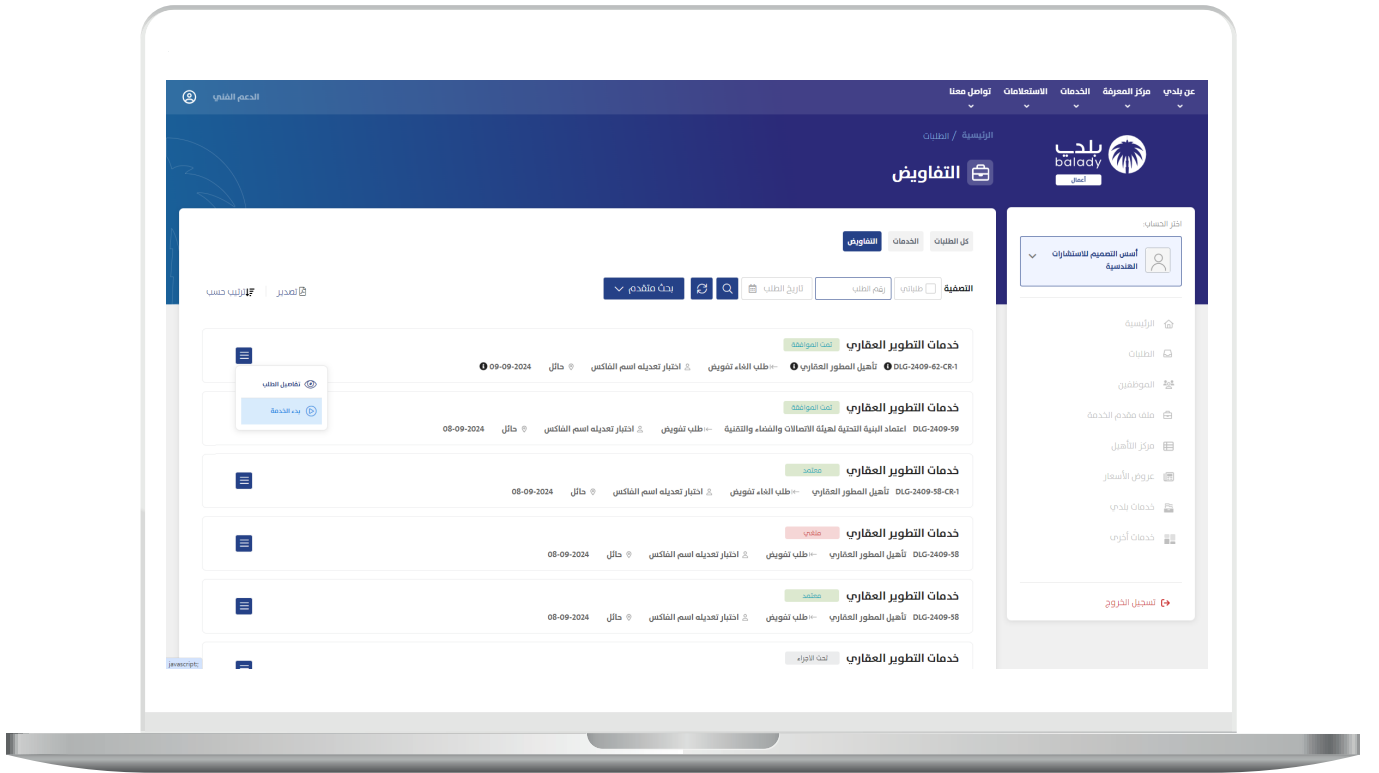 عن بلدي مركز المعرفة الخدمات الاستعلامات تواصل معنا
الدعم الفني
بلدي
balady
أعمال
الرئيسية / الطلبات
التفاويض
اختر الحساب:
أسس التصميم للاستشارات
الهندسية
الرئيسية
الطلبات
الموظفين
ملف مقدم الخدمة
مركز التأهيل
عروض الأسعار
خدمات بلدي
خدمات أخرى
تسجيل الخروج
كل الطلبات الخدمات التفاويض
التصفية طلباتي رقم الطلب تاريخ الطلب بحث متقدم
تصدير ترتيب حسب
خدمات التطوير العقاري تمت الموافقة
DLG-2409-62-CR-1 تأهيل المطور العقاري طلب الغاء تفويض اختبار تعديله اسم الفاكس حائل 09-09-2024
تفاصيل الطلب
بدء الخدمة
خدمات التطوير العقاري تمت الموافقة
DLG-2409-59 اعتماد البنية التحتية لهيئة الاتصالات والفضاء والتقنية طلب تفويض اختبار تعديله اسم الفاكس حائل 08-09-2024
خدمات التطوير العقاري معتمد
DLG-2409-58-CR-1 تأهيل المطور العقاري طلب الغاء تفويض اختبار تعديله اسم الفاكس حائل 08-09-2024
خدمات التطوير العقاري ملغي
DLG-2409-58 تأهيل المطور العقاري طلب تفويض اختبار تعديله اسم الفاكس حائل 08-09-2024
خدمات التطوير العقاري معتمد
DLG-2409-58 تأهيل المطور العقاري طلب تفويض اختبار تعديله اسم الفاكس حائل 08-09-2024
خدمات التطوير العقاري تحت الأجراء
javascript: